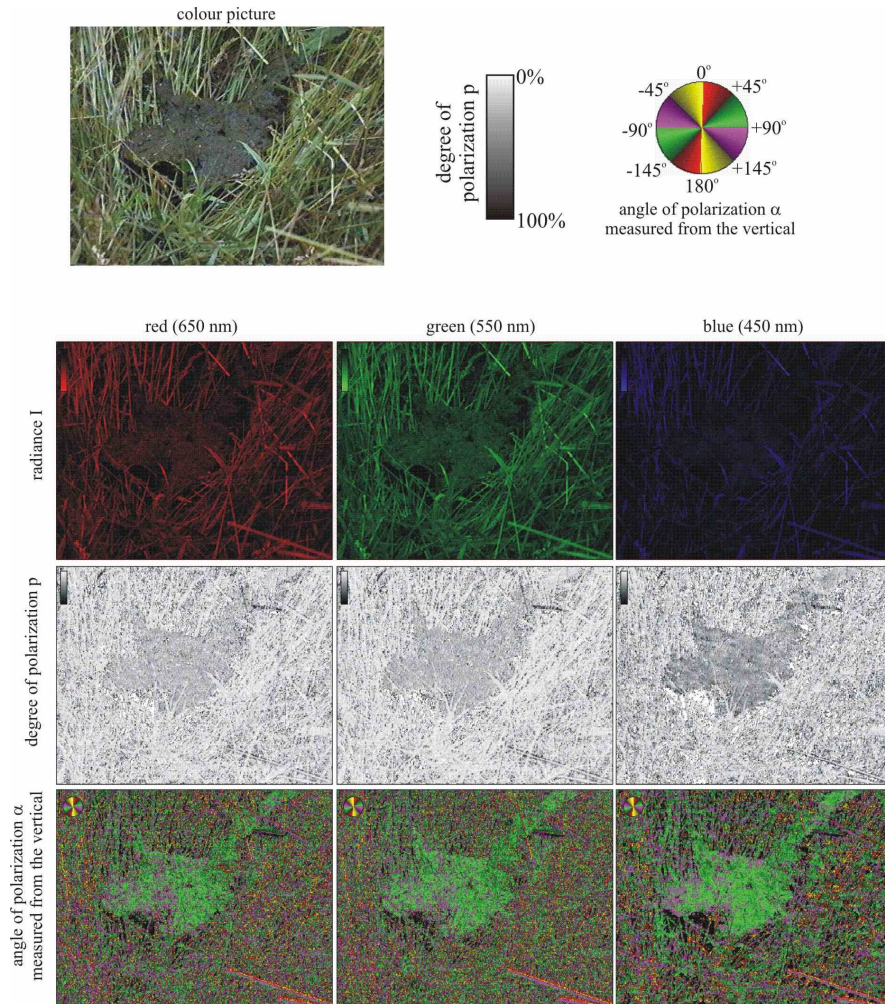 colour picture
degree of
polarization p
0%
100%
0°
-45°
+45°
-90°
+90°
-145°
+145°
180°
angle of polarization α
measured from the vertical
red (650 nm)
green (550 nm)
blue (450 nm)
radiance I
degree of polarization p
angle of polarization α
measured from the vertical